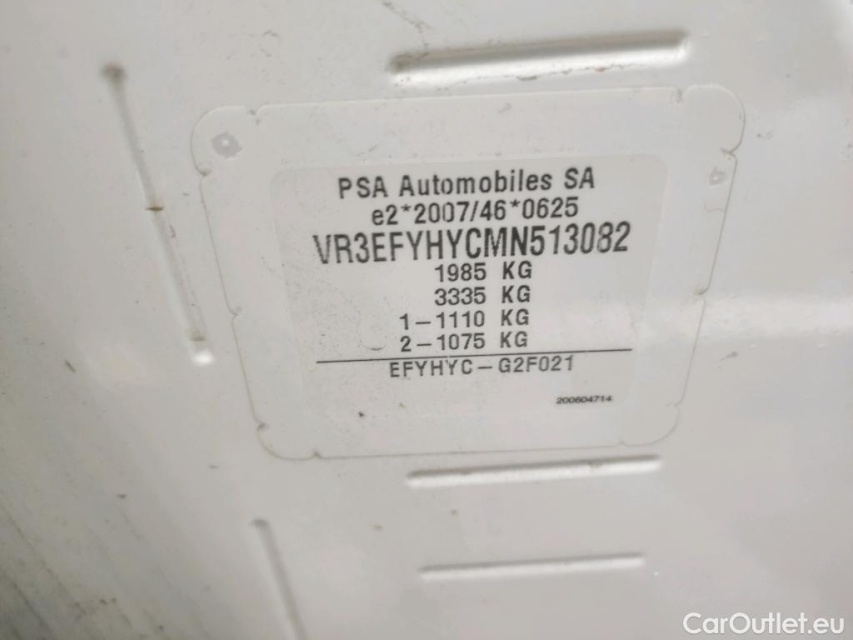 PSA Automobiles SA
e2*2007/46*0625
VR3EFYHYCMN513082
1985 KG
3335 KG
1-1110 KG
2-1075 KG
EFYHYC-G2F021
200604714
CarOutlet.eu